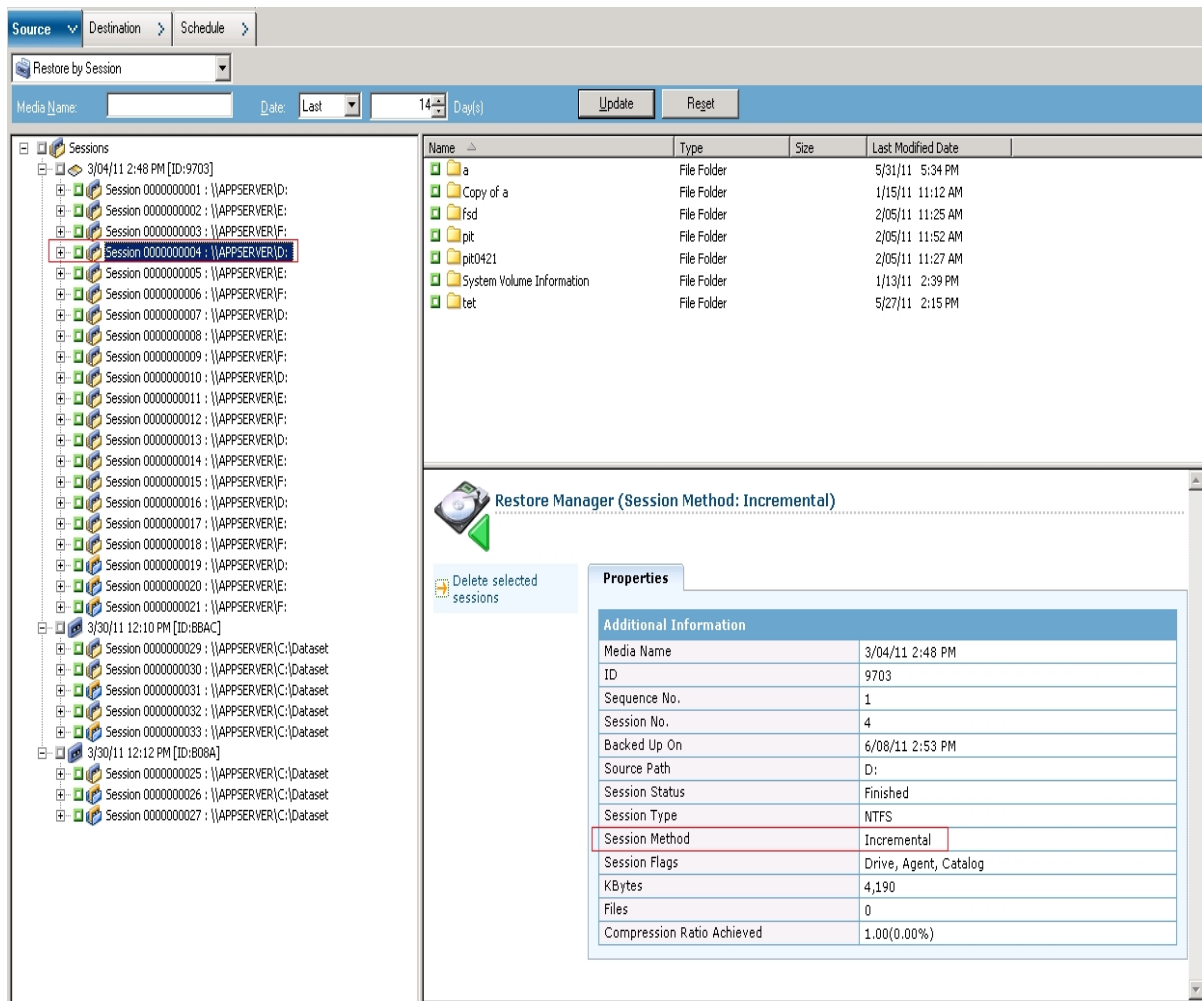 Source
Destination
Schedule
Restore by Session
Media Name:
Date: Last 14 Day(s) Update Reset
Sessions
3/04/11 2:48 PM [ID:9703]
Session 0000000001 : \\APPSERVER\D:
Session 0000000002 : \\APPSERVER\E:
Session 0000000003 : \\APPSERVER\F:
Session 0000000004 : \\APPSERVER\D:
Session 0000000005 : \\APPSERVER\E:
Session 0000000006 : \\APPSERVER\F:
Session 0000000007 : \\APPSERVER\D:
Session 0000000008 : \\APPSERVER\E:
Session 0000000009 : \\APPSERVER\F:
Session 0000000010 : \\APPSERVER\D:
Session 0000000011 : \\APPSERVER\E:
Session 0000000012 : \\APPSERVER\F:
Session 0000000013 : \\APPSERVER\D:
Session 0000000014 : \\APPSERVER\E:
Session 0000000015 : \\APPSERVER\F:
Session 0000000016 : \\APPSERVER\D:
Session 0000000017 : \\APPSERVER\E:
Session 0000000018 : \\APPSERVER\F:
Session 0000000019 : \\APPSERVER\D:
Session 0000000020 : \\APPSERVER\E:
Session 0000000021 : \\APPSERVER\F:
3/30/11 12:10 PM [ID:BBAC]
Session 0000000029 : \\APPSERVER\C:\Dataset
Session 0000000030 : \\APPSERVER\C:\Dataset
Session 0000000031 : \\APPSERVER\C:\Dataset
Session 0000000032 : \\APPSERVER\C:\Dataset
Session 0000000033 : \\APPSERVER\C:\Dataset
3/30/11 12:12 PM [ID:B08A]
Session 0000000025 : \\APPSERVER\C:\Dataset
Session 0000000026 : \\APPSERVER\C:\Dataset
Session 0000000027 : \\APPSERVER\C:\Dataset
Name Type Size Last Modified Date
a File Folder 5/31/11 5:34 PM
Copy of a File Folder 1/15/11 11:12 AM
fsd File Folder 2/05/11 11:25 AM
pit File Folder 2/05/11 11:52 AM
pit0421 File Folder 2/05/11 11:27 AM
System Volume Information File Folder 1/13/11 2:39 PM
tet File Folder 5/27/11 2:15 PM
Restore Manager (Session Method: Incremental)
Delete selected
sessions
Properties
Additional Information
Media Name 3/04/11 2:48 PM
ID 9703
Sequence No. 1
Session No. 4
Backed Up On 6/08/11 2:53 PM
Source Path D:
Session Status Finished
Session Type NTFS
Session Method Incremental
Session Flags Drive, Agent, Catalog
KBytes 4,190
Files 0
Compression Ratio Achieved 1.00(0.00%)